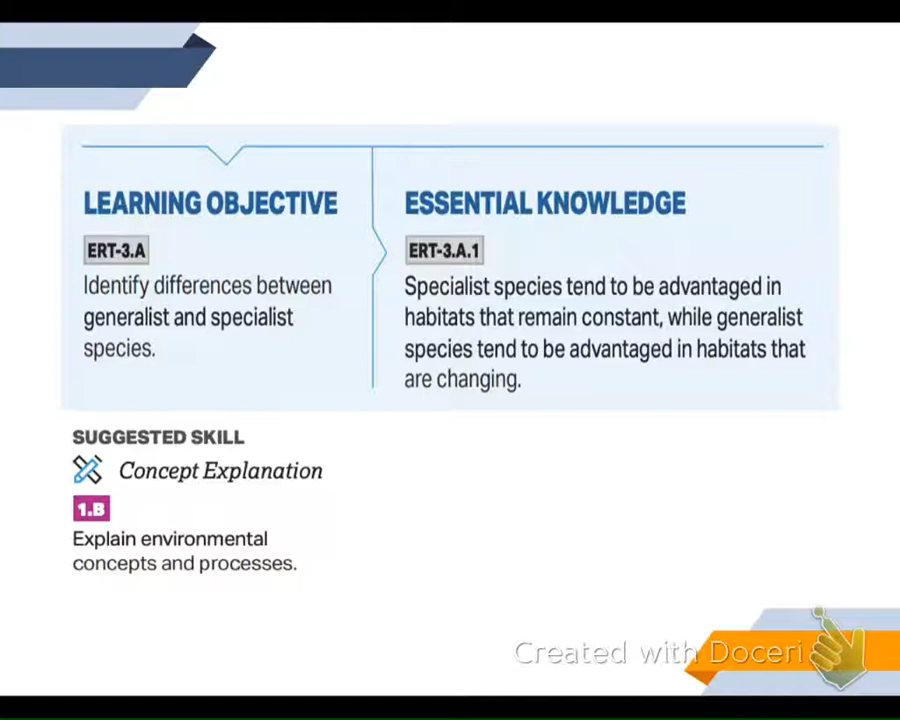 LEARNING OBJECTIVE
ERT-3.A
Identify differences between
generalist and specialist
species.
ESSENTIAL KNOWLEDGE
ERT-3.A.1
Specialist species tend to be advantaged in
habitats that remain constant, while generalist
species tend to be advantaged in habitats that
are changing.
SUGGESTED SKILL
Concept Explanation
1.B
Explain environmental
concepts and processes.
Created with Doceri